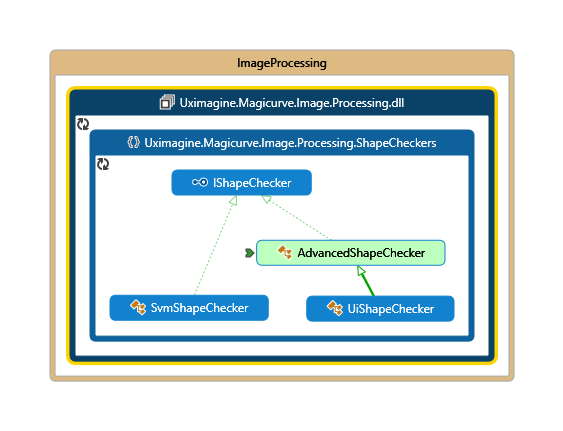 ImageProcessing
Uximagine.Magicurve.Image.Processing.dll
Uximagine.Magicurve.Image.Processing.ShapeCheckers
IShapeChecker
AdvancedShapeChecker
SvmShapeChecker
UiShapeChecker